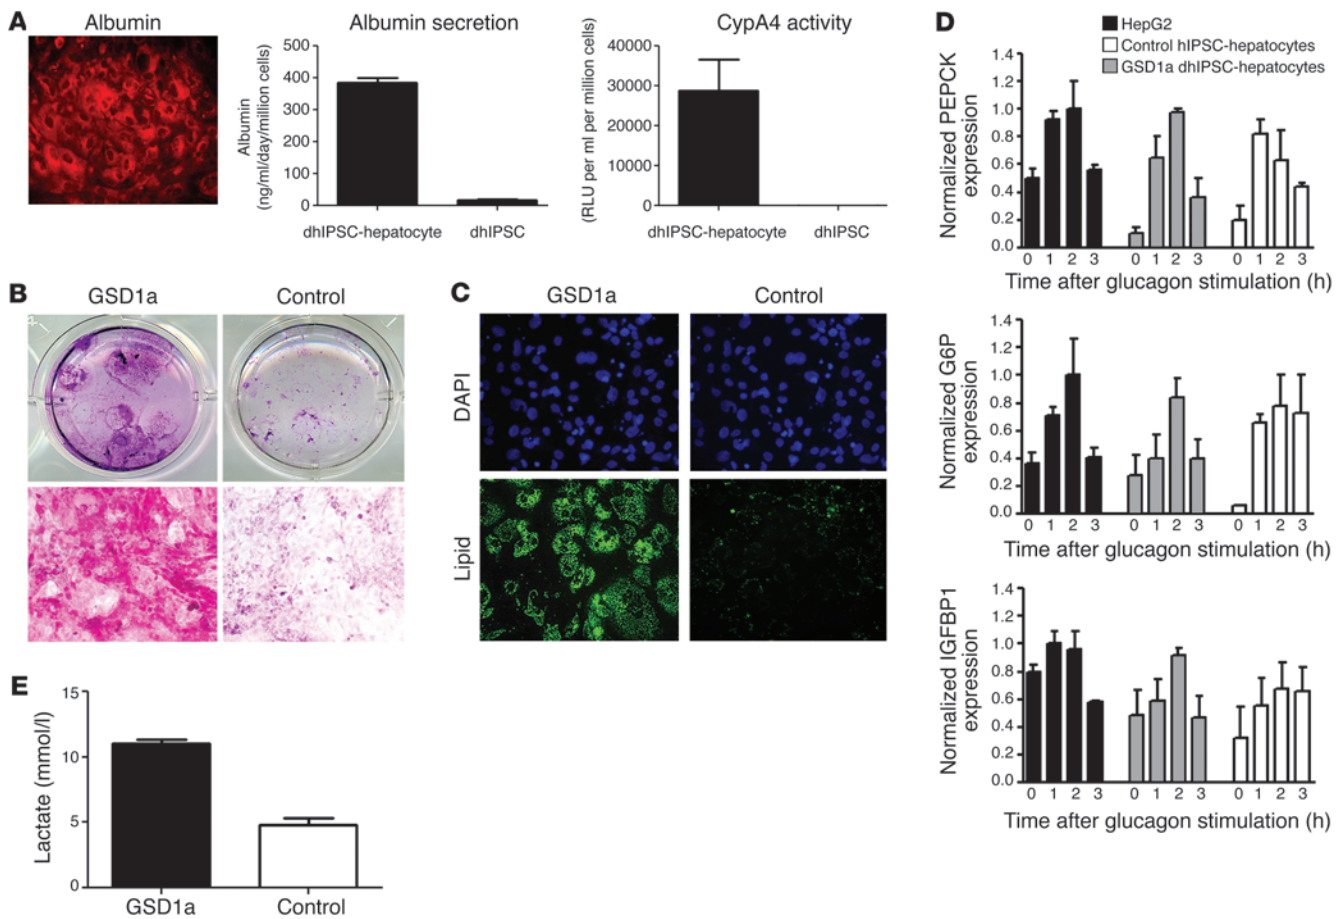 A
Albumin
Albumin secretion
Albumin
(ng/ml/day/million cells)
500
400
300
200
100
0
dhIPSC-hepatocyte
dhIPSC
CypA4 activity
(RLU per ml per million cells)
40000
30000
20000
10000
0
dhIPSC-hepatocyte
dhIPSC
B
GSD1a
Control
C
GSD1a
Control
DAPI
Lipid
D
HepG2
Control hIPSC-hepatocytes
GSD1a dhIPSC-hepatocytes
Normalized PEPCK
expression
1.4
1.2
1.0
0.8
0.6
0.4
0.2
0.0
0 1 2 3 0 1 2 3 0 1 2 3
Time after glucagon stimulation (h)
Normalized G6P
expression
1.4
1.2
1.0
0.8
0.6
0.4
0.2
0.0
0 1 2 3 0 1 2 3 0 1 2 3
Time after glucagon stimulation (h)
Normalized IGFBP1
expression
1.4
1.2
1.0
0.8
0.6
0.4
0.2
0.0
0 1 2 3 0 1 2 3 0 1 2 3
Time after glucagon stimulation (h)
E
Lactate (mmol/l)
15
10
5
0
GSD1a
Control